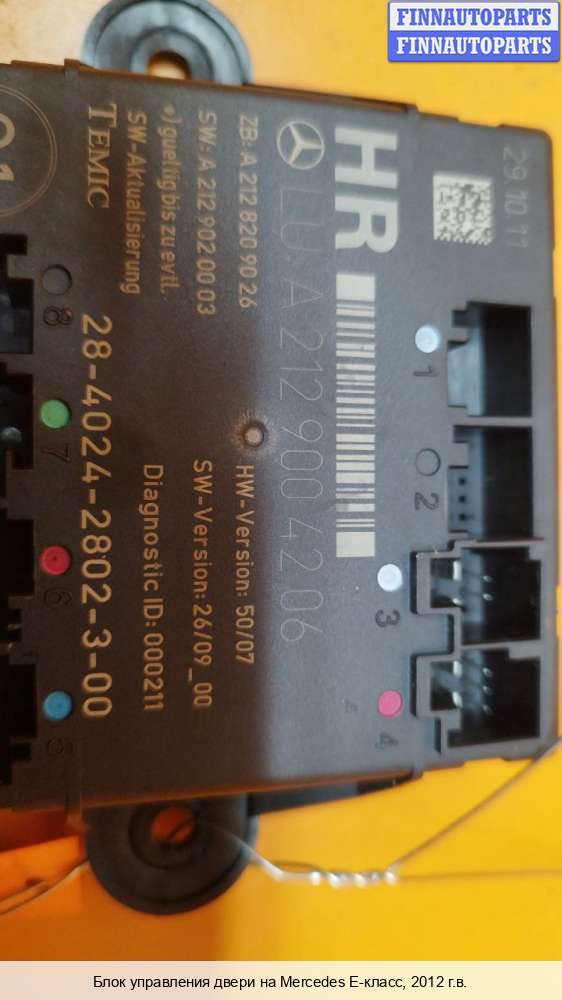 FINNAUTOPARTS
FINNAUTOPARTS
29.10.11
HR
LU A 212 900 42 06
ZB: A 212 820 90 26
SW: A 212 902 00 03
*)gueltig bis zu evtl.
SW-Aktualisierung
TEMIC
HW-Version: 50/07
SW-Version: 26/09_00
Diagnostic ID: 000211
28-4024-2802-3-00
1
2
3
4
8
7
6
5
Блок управления двери на Mercedes E-класс, 2012 г.в.